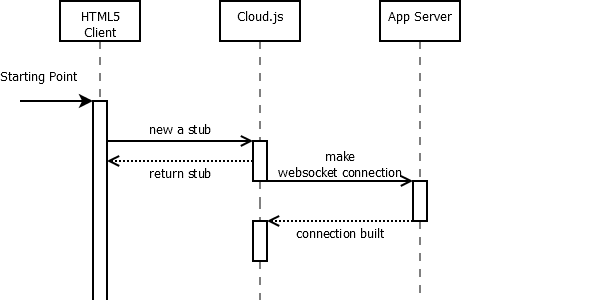 HTML5
Client
Cloud.js
App Server
Starting Point
new a stub
return stub
make
websocket connection
connection built